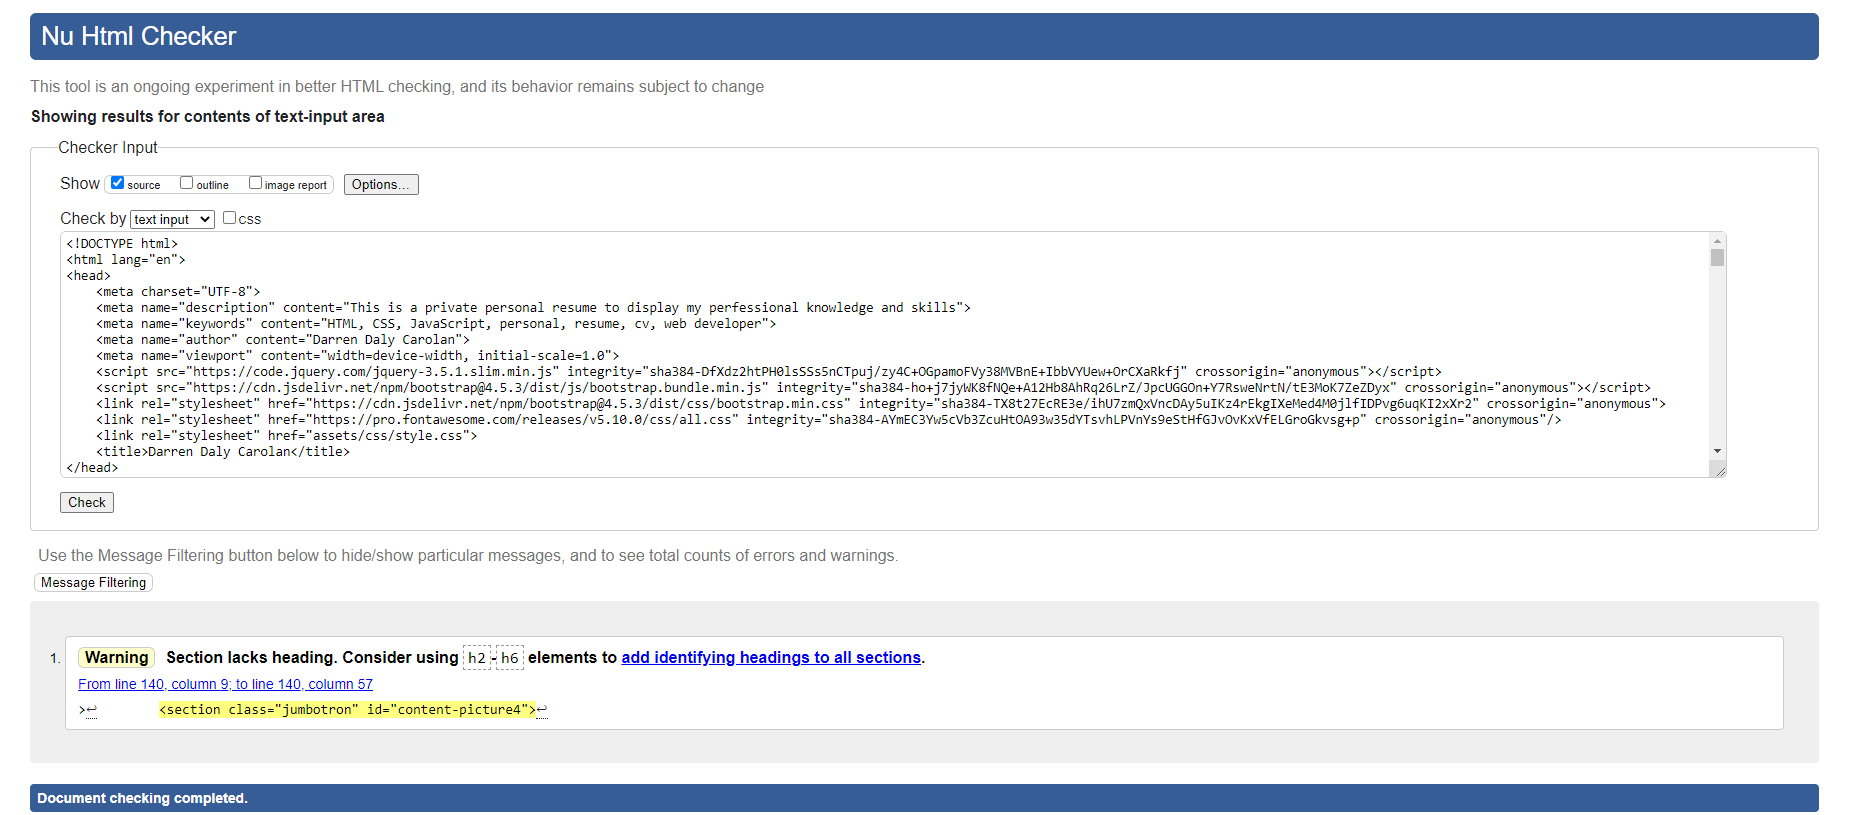 Nu Html Checker
This tool is an ongoing experiment in better HTML checking, and its behavior remains subject to change
Showing results for contents of text-input area
Checker Input
Show source outline image report Options...
Check by text input css
<!DOCTYPE html>
<html lang="en">
<head>
<meta charset="UTF-8">
<meta name="description" content="This is a private personal resume to display my perfessional knowledge and skills">
<meta name="keywords" content="HTML, CSS, JavaScript, personal, resume, cv, web developer">
<meta name="author" content="Darren Daly Carolan">
<meta name="viewport" content="width=device-width, initial-scale=1.0">
<script src="https://code.jquery.com/jquery-3.5.1.slim.min.js" integrity="sha384-DfXdz2htPH0lsSSs5nCTpuj/zy4C+OGpamoFVy38MVBnE+IbbVYUew+OrCXaRkfj" crossorigin="anonymous"></script>
<script src="https://cdn.jsdelivr.net/npm/bootstrap@4.5.3/dist/js/bootstrap.bundle.min.js" integrity="sha384-ho+j7jyWK8fNQe+A12Hb8AhRq26LrZ/JpcUGGOn+Y7RsweNrtN/tE3MoK7ZeZDyx" crossorigin="anonymous"></script>
<link rel="stylesheet" href="https://cdn.jsdelivr.net/npm/bootstrap@4.5.3/dist/css/bootstrap.min.css" integrity="sha384-TX8t27EcRE3e/ihU7zmQxVncDAy5uIKz4rEkgIXeMed4M0jlfIDPvg6uqKI2xXr2" crossorigin="anonymous">
<link rel="stylesheet" href="https://pro.fontawesome.com/releases/v5.10.0/css/all.css" integrity="sha384-AYmEC3Yw5cVb3ZcuHtOA93w35dYTsvhLPVnYs9eStHfGJvOvKxVfELGroGkvsg+p" crossorigin="anonymous"/>
<link rel="stylesheet" href="assets/css/style.css">
<title>Darren Daly Carolan</title>
</head>
Check
Use the Message Filtering button below to hide/show particular messages, and to see total counts of errors and warnings.
Message Filtering
1. Warning Section lacks heading. Consider using h2-h6 elements to add identifying headings to all sections.
From line 140, column 9; to line 140, column 57
>↩ <section class="jumbotron" id="content-picture4">↩
Document checking completed.